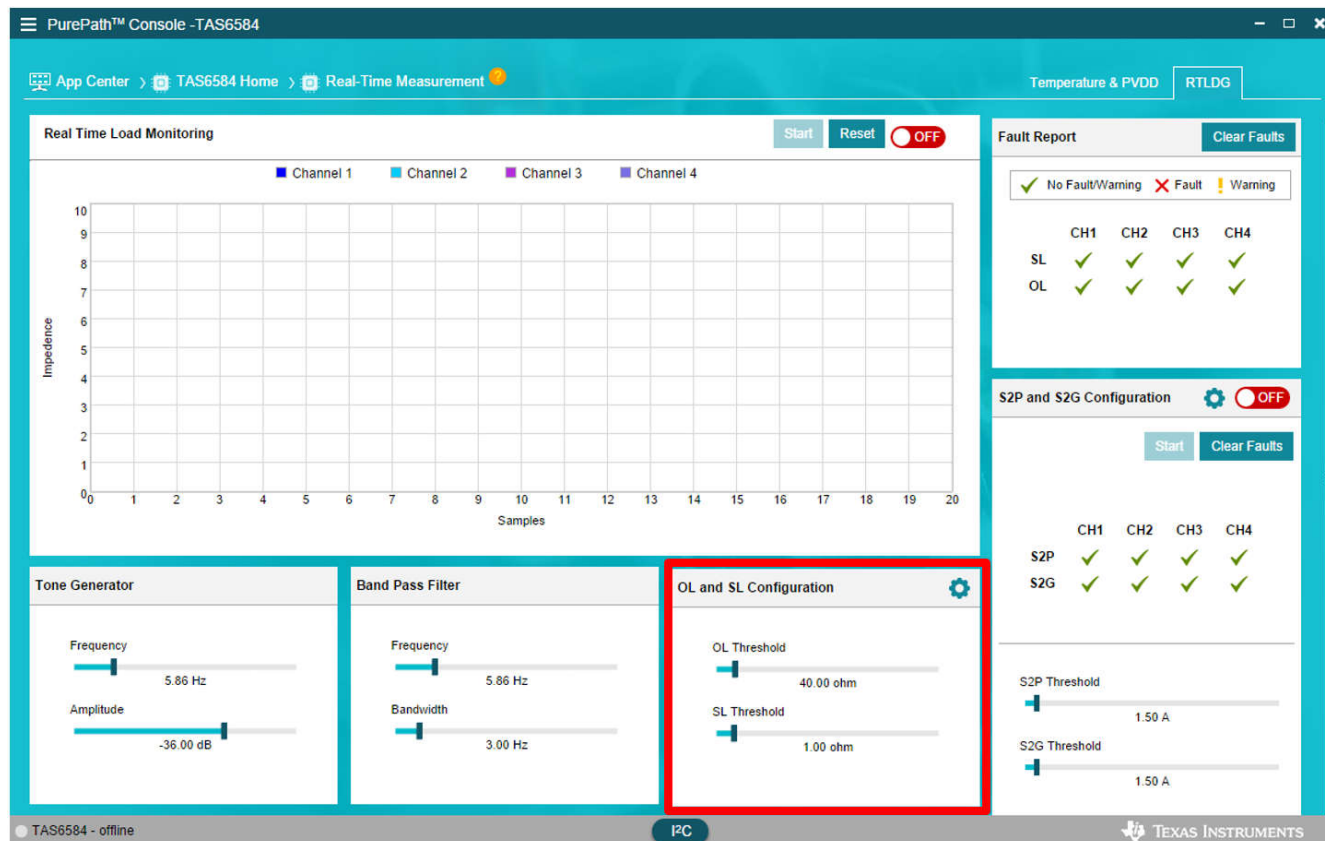 PurePath™ Console -TAS6584
App Center
TAS6584 Home
Real-Time Measurement ?
Temperature & PVDD
RTLDG
Real Time Load Monitoring
Start
Reset
OFF
Channel 1
Channel 2
Channel 3
Channel 4
10
9
8
7
6
5
4
3
2
1
0
Impedence
0 1 2 3 4 5 6 7 8 9 10 11 12 13 14 15 16 17 18 19 20
Samples
Fault Report
Clear Faults
No Fault/Warning
Fault
Warning
CH1 CH2 CH3 CH4
SL
OL
S2P and S2G Configuration
OFF
Start
Clear Faults
CH1 CH2 CH3 CH4
S2P
S2G
S2P Threshold
1.50 A
S2G Threshold
1.50 A
Tone Generator
Frequency
5.86 Hz
Amplitude
-36.00 dB
Band Pass Filter
Frequency
5.86 Hz
Bandwidth
3.00 Hz
OL and SL Configuration
OL Threshold
40.00 ohm
SL Threshold
1.00 ohm
TAS6584 - offline
I²C
TEXAS INSTRUMENTS